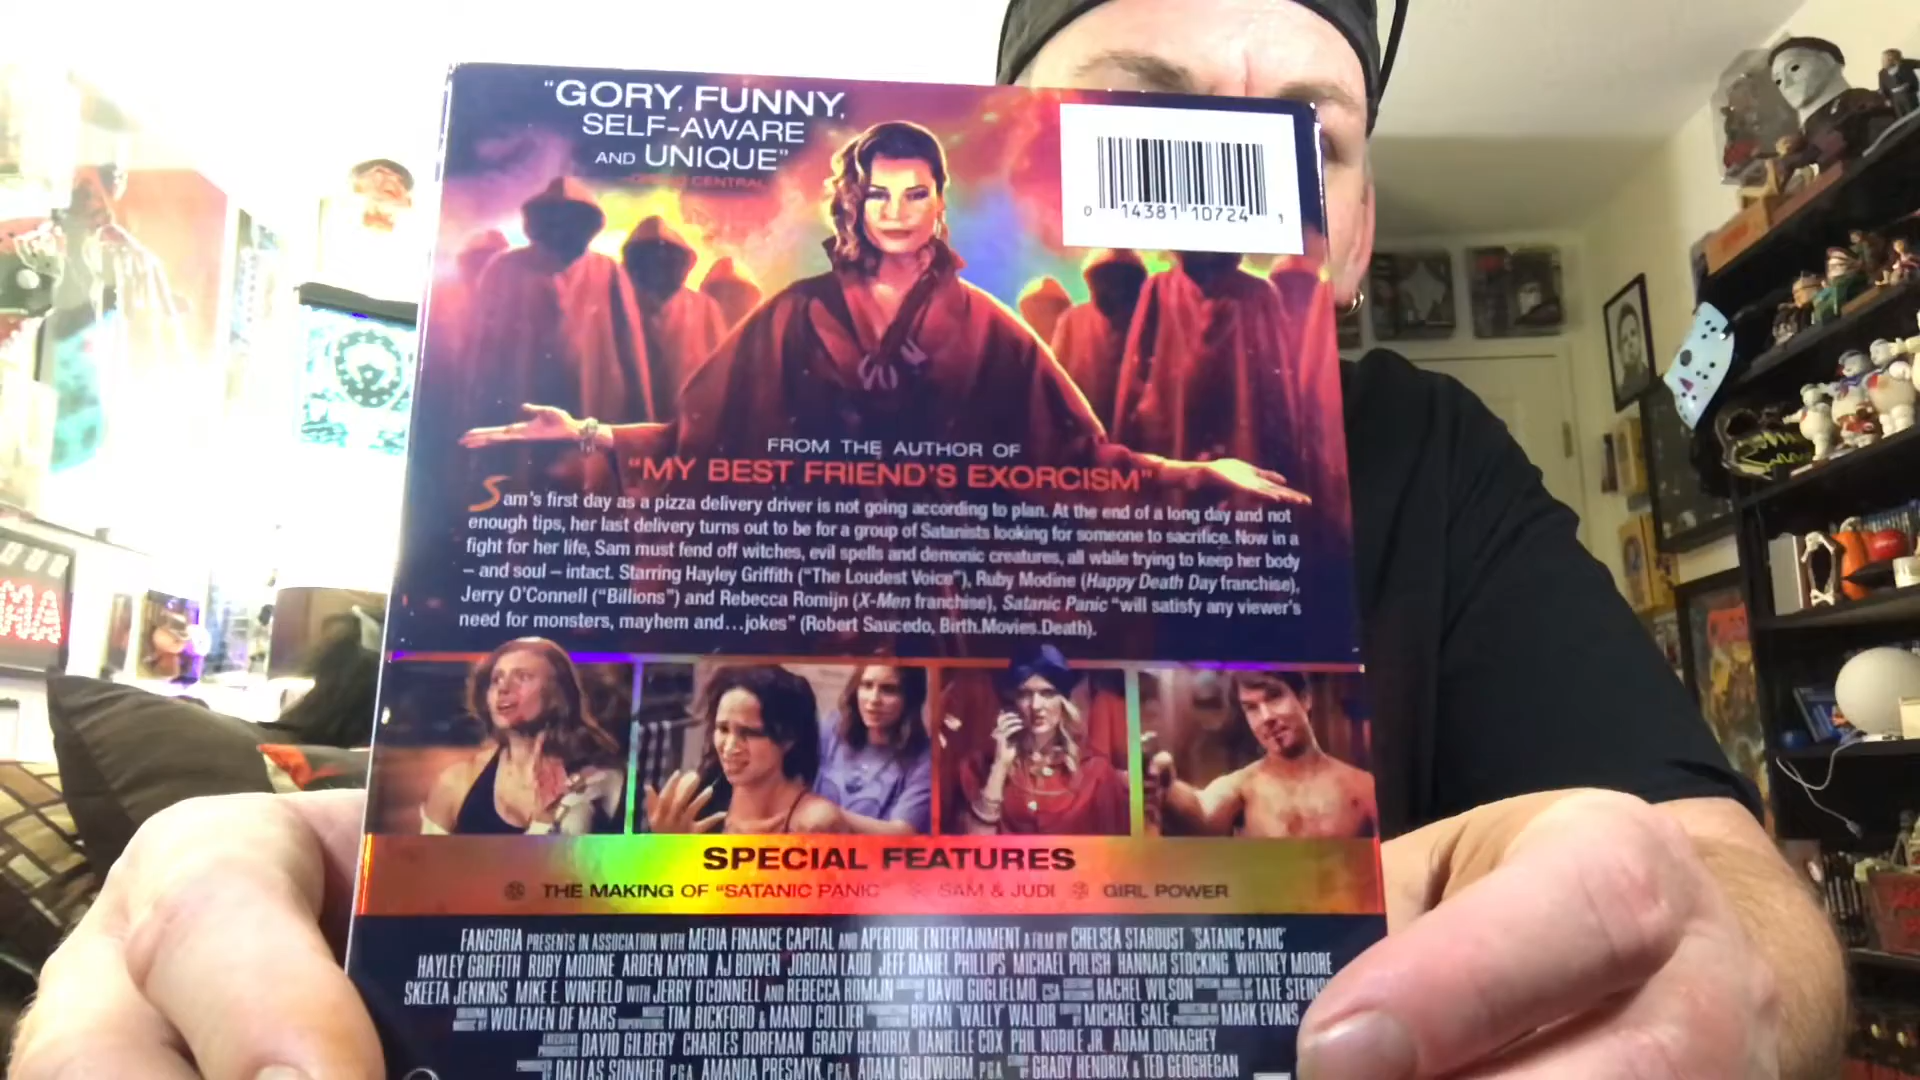 "GORY, FUNNY,
SELF-AWARE
AND UNIQUE"
CENTRAL
0 14381 10724 1
FROM THE AUTHOR OF
"MY BEST FRIEND'S EXORCISM"
Sam's first day as a pizza delivery driver is not going according to plan. At the end of a long day and not
enough tips, her last delivery turns out to be for a group of Satanists looking for someone to sacrifice. Now in a
fight for her life, Sam must fend off witches, evil spells and demonic creatures, all while trying to keep her body
– and soul – intact. Starring Hayley Griffith ("The Loudest Voice"), Ruby Modine (Happy Death Day franchise),
Jerry O'Connell ("Billions") and Rebecca Romijn (X-Men franchise), Satanic Panic "will satisfy any viewer's
need for monsters, mayhem and...jokes" (Robert Saucedo, Birth.Movies.Death).
SPECIAL FEATURES
THE MAKING OF "SATANIC PANIC" SAM & JUDI GIRL POWER
FANGORIA PRESENTS IN ASSOCIATION WITH MEDIA FINANCE CAPITAL AND APERTURE ENTERTAINMENT A FILM BY CHELSEA STARDUST "SATANIC PANIC"
HAYLEY GRIFFITH RUBY MODINE ARDEN MYRIN AJ BOWEN JORDAN LADD JEFF DANIEL PHILLIPS MICHAEL POLISH HANNAH STOCKING WHITNEY MOORE
SKEETA JENKINS MIKE E. WINFIELD WITH JERRY O'CONNELL AND REBECCA ROMIJN DAVID GUGLIELMO, CSA RACHEL WILSON TATE STEINS
MUSIC BY WOLFMEN OF MARS TIM BICKFORD & MANDI COLLIER BRYAN "WALLY" WALIOR MICHAEL SALE MARK EVANS
EXECUTIVE PRODUCERS DAVID GILBERY CHARLES DORFMAN GRADY HENDRIX DANIELLE COX PHIL NOBILE JR. ADAM DONAGHEY
PRODUCED BY DALLAS SONNIER P.G.A. AMANDA PRESMYK, P.G.A. ADAM GOLDWORM, P.G.A. STORY BY GRADY HENDRIX & TED GEOGHEGAN